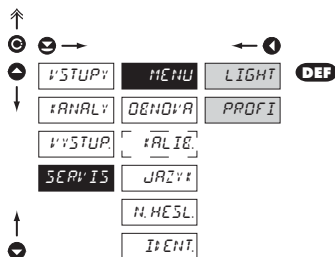 VSTUPY MENU LIGHT DEF
KANALY OBNOVA PROFI
VYSTUP. KALIB.
SERVIS JAZYK
N. HESL.
IDENT.